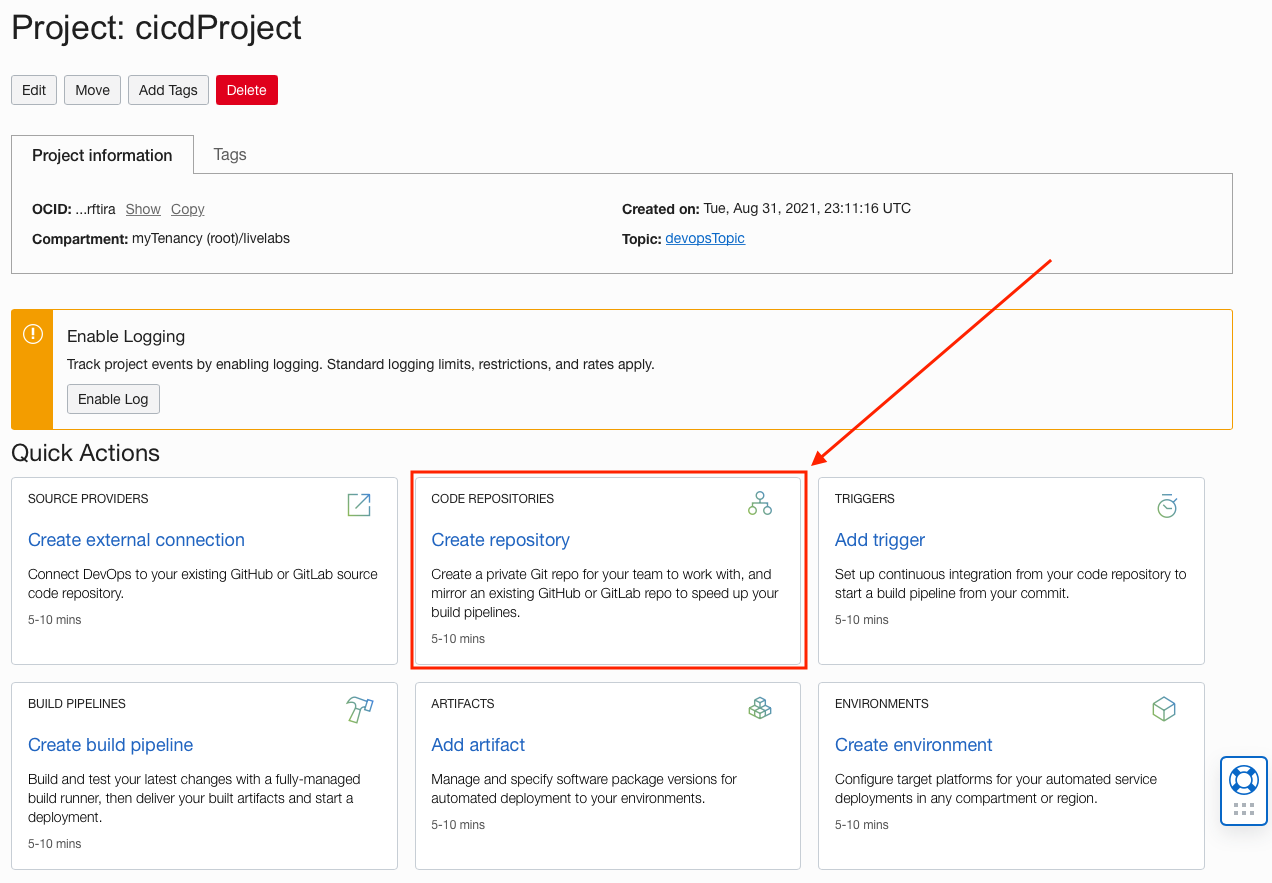 Project: cicdProject
Edit Move Add Tags Delete
Project information Tags
OCID: ...rftira Show Copy
Compartment: myTenancy (root)/livelabs
Created on: Tue, Aug 31, 2021, 23:11:16 UTC
Topic: devopsTopic
Enable Logging
Track project events by enabling logging. Standard logging limits, restrictions, and rates apply.
Enable Log
Quick Actions
SOURCE PROVIDERS
Create external connection
Connect DevOps to your existing GitHub or GitLab source
code repository.
5-10 mins
CODE REPOSITORIES
Create repository
Create a private Git repo for your team to work with, and
mirror an existing GitHub or GitLab repo to speed up your
build pipelines.
5-10 mins
TRIGGERS
Add trigger
Set up continuous integration from your code repository to
start a build pipeline from your commit.
5-10 mins
BUILD PIPELINES
Create build pipeline
Build and test your latest changes with a fully-managed
build runner, then deliver your built artifacts and start a
deployment.
5-10 mins
ARTIFACTS
Add artifact
Manage and specify software package versions for
automated deployment to your environments.
5-10 mins
ENVIRONMENTS
Create environment
Configure target platforms for your automated service
deployments in any compartment or region.
5-10 mins